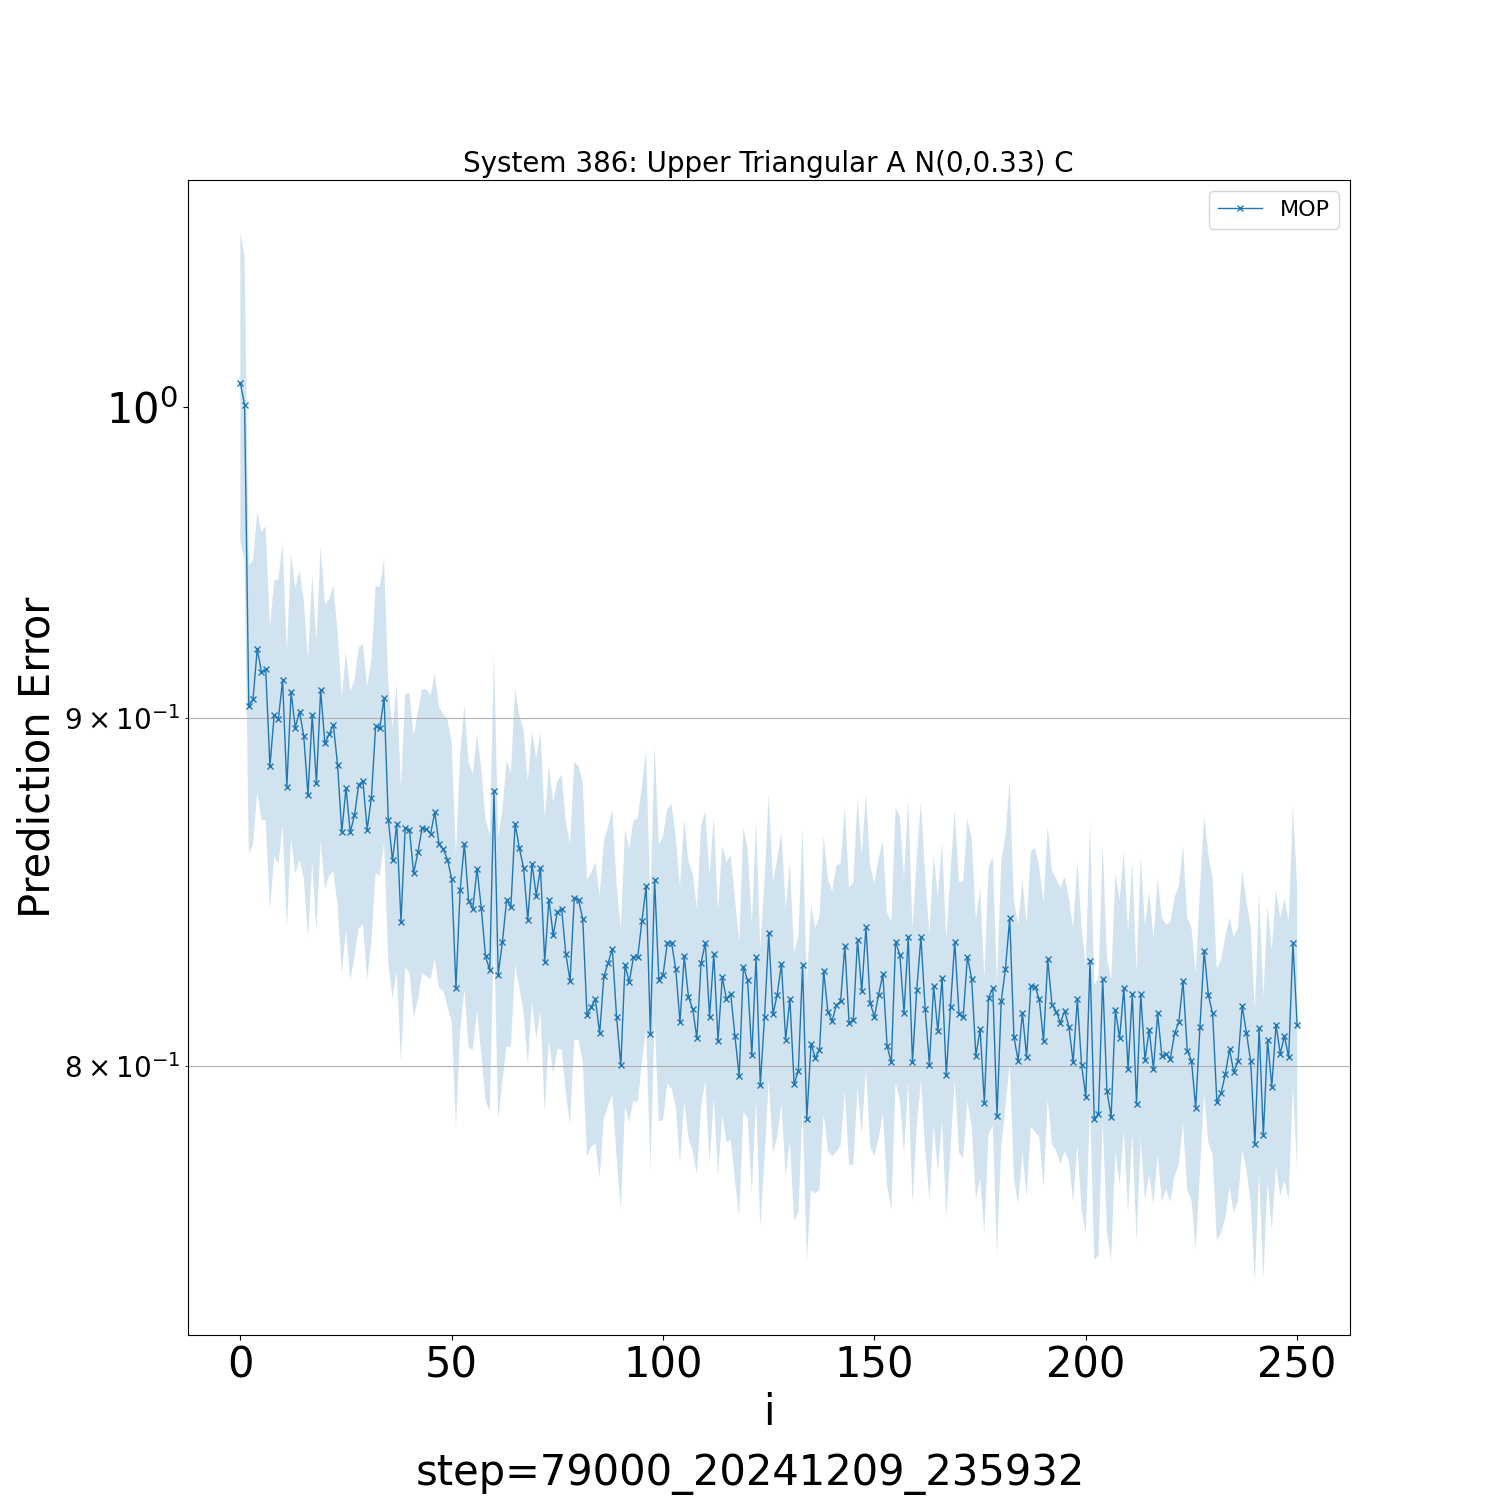 System 386: Upper Triangular A N(0,0.33) C
MOP
10⁰
9 × 10⁻¹
8 × 10⁻¹
Prediction Error
0 50 100 150 200 250
i
step=79000_20241209_235932